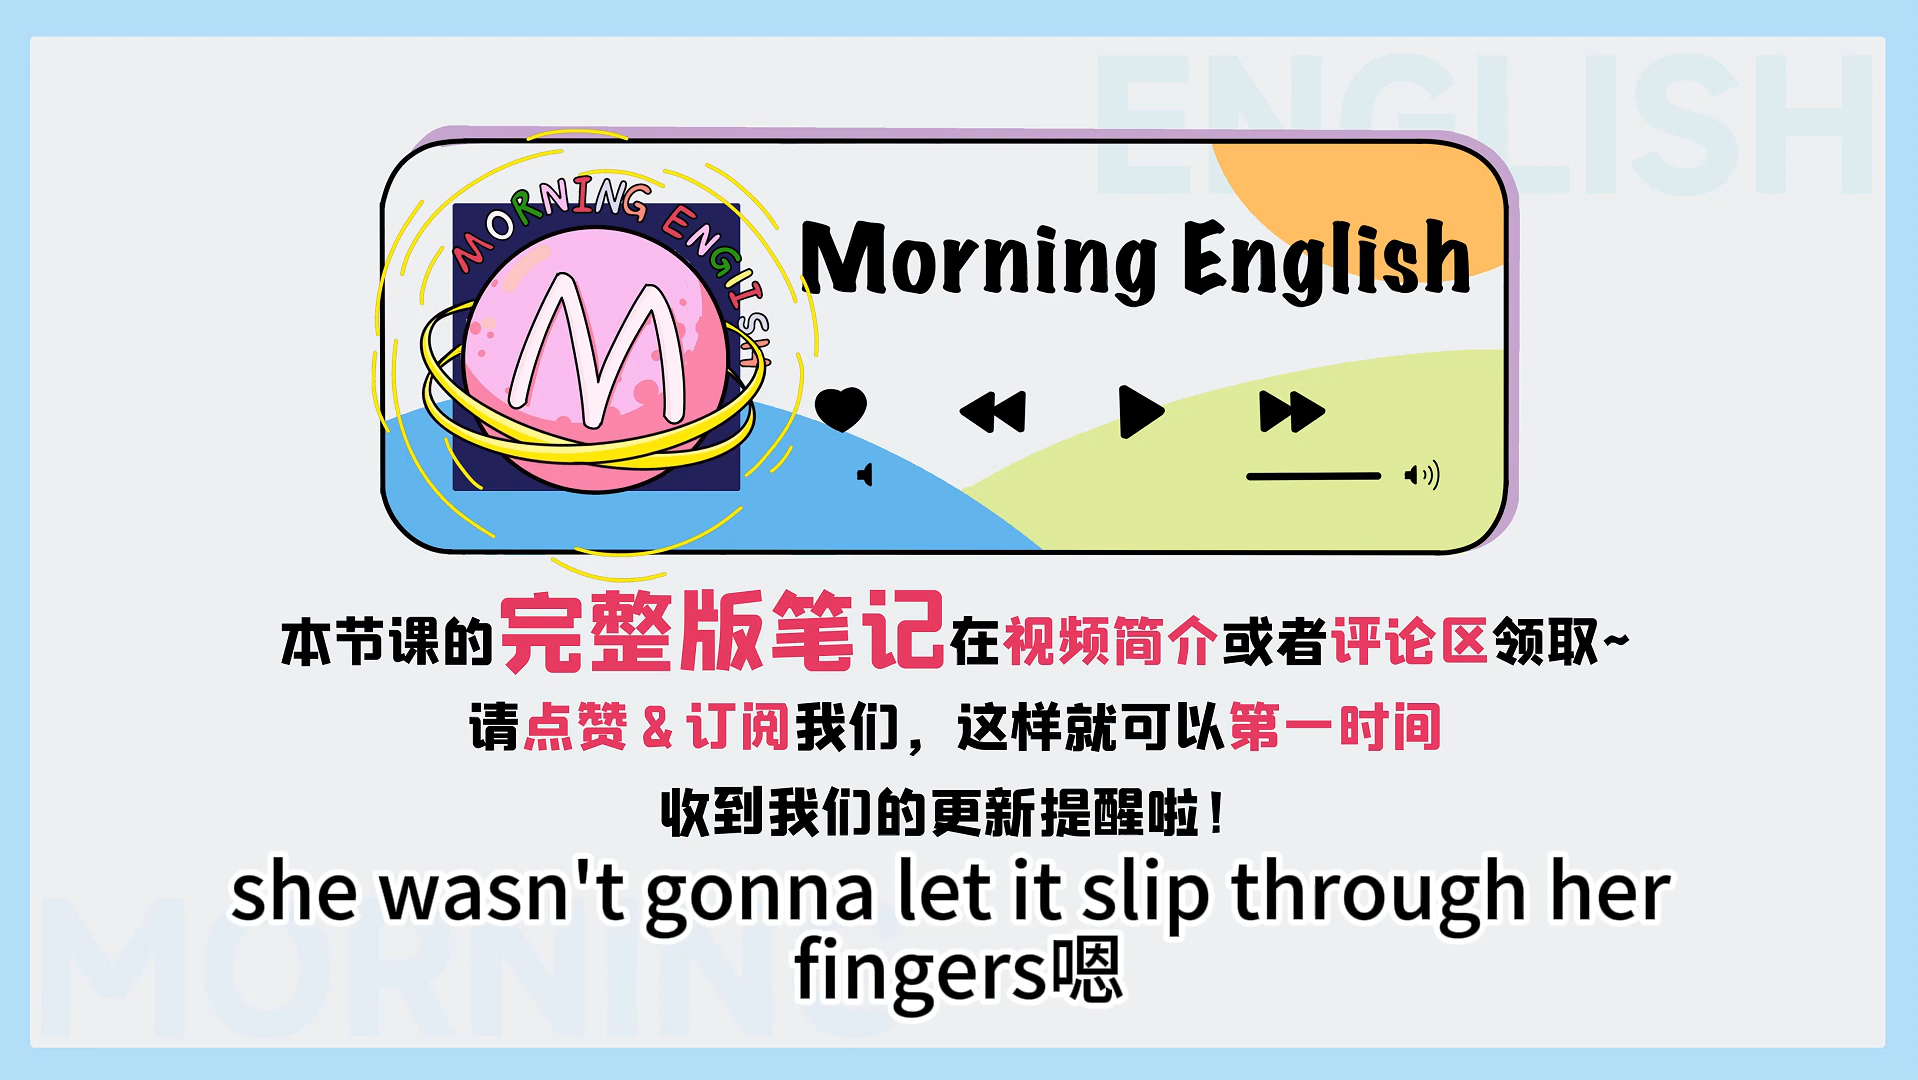 ENGLISH
MORNING ENGLISH
M
Morning English
本节课的完整版笔记在视频简介或者评论区领取~
请点赞&订阅我们，这样就可以第一时间
收到我们的更新提醒啦！
she wasn't gonna let it slip through her
fingers嗯
MORNING